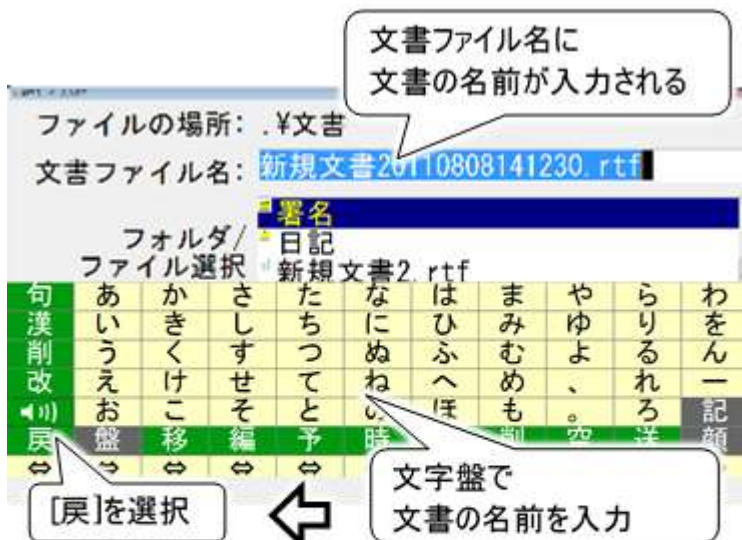 文書ファイル名に
文書の名前が入力される
ファイルの場所: .¥文書
文書ファイル名: 新規文書20110808141230.rtf
フォルダ/
ファイル選択
署名
日記
新規文書2.rtf
句 あ か さ た な は ま や ら わ
漢 い き し ち に ひ み ゆ り を
削 う く す つ ぬ ふ む よ る ん
改 え け せ て ね へ め 、 れ ー
お こ そ と の ほ も 。 ろ 記
戻 盤 移 編 予 時 削 空 送 顔
⇔ ⇔ ⇔ ⇔
[戻]を選択
文字盤で
文書の名前を入力